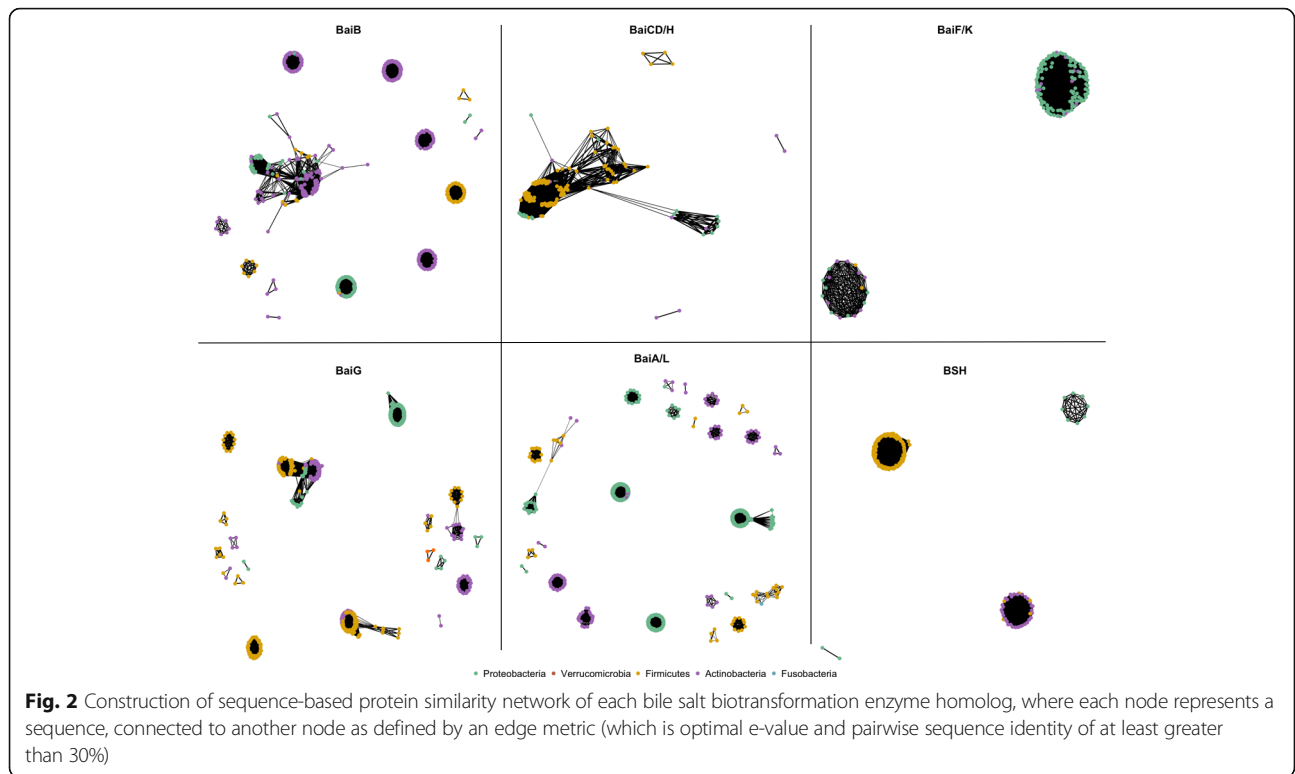 BaiB
BaiCD/H
BaiF/K
BaiG
BaiA/L
BSH
Proteobacteria Verrucomicrobia Firmicutes Actinobacteria Fusobacteria
Fig. 2 Construction of sequence-based protein similarity network of each bile salt biotransformation enzyme homolog, where each node represents a
sequence, connected to another node as defined by an edge metric (which is optimal e-value and pairwise sequence identity of at least greater
than 30%)